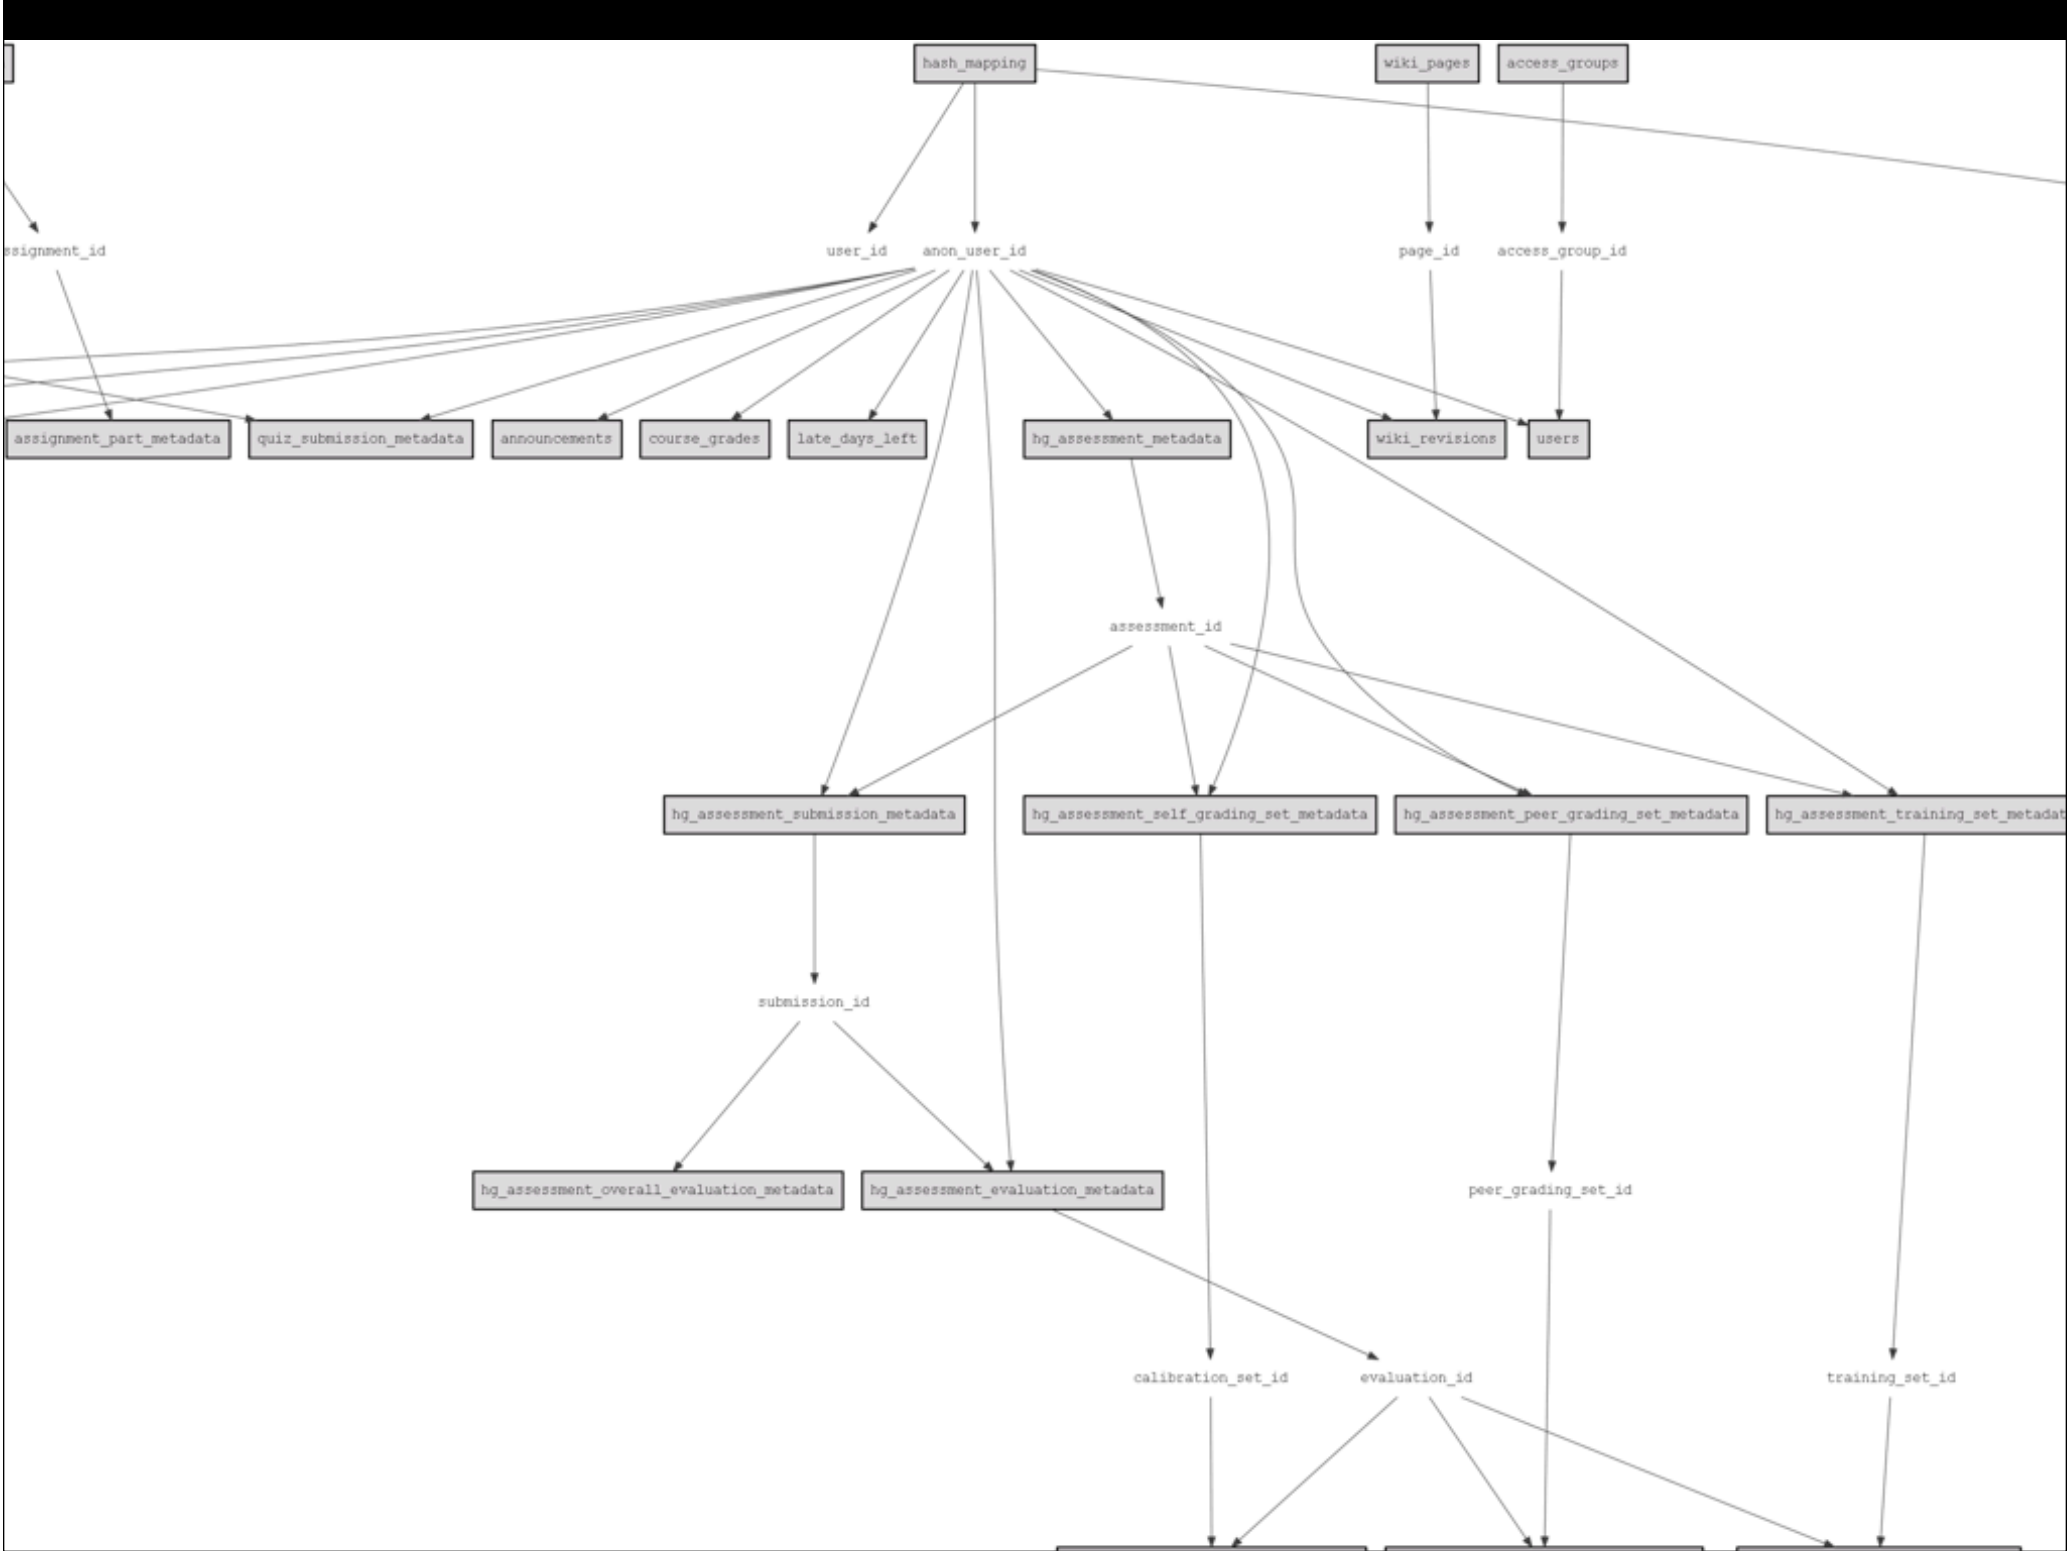 hash_mapping
wiki_pages
access_groups
ssignment_id
user_id
anon_user_id
page_id
access_group_id
assignment_part_metadata
quiz_submission_metadata
announcements
course_grades
late_days_left
hg_assessment_metadata
wiki_revisions
users
assessment_id
hg_assessment_submission_metadata
hg_assessment_self_grading_set_metadata
hg_assessment_peer_grading_set_metadata
hg_assessment_training_set_metadat
submission_id
hg_assessment_overall_evaluation_metadata
hg_assessment_evaluation_metadata
peer_grading_set_id
calibration_set_id
evaluation_id
training_set_id